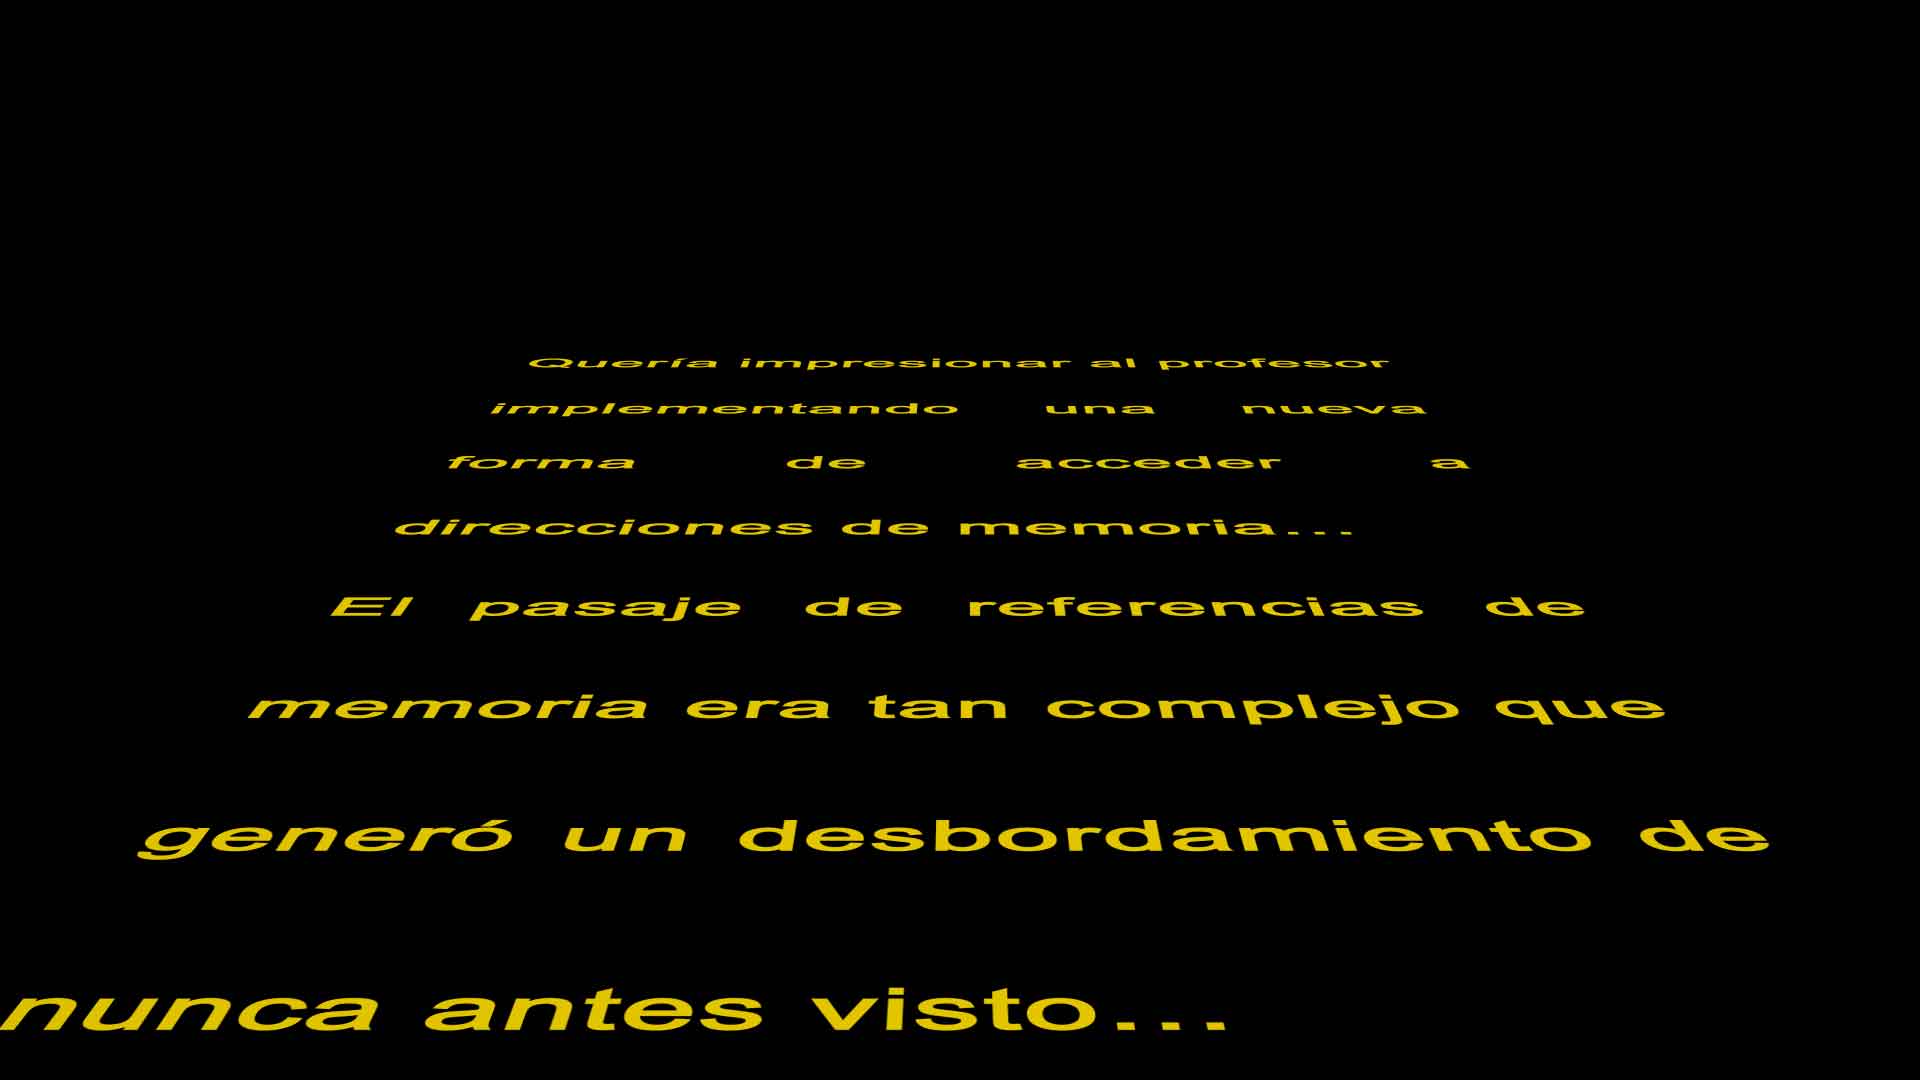 Quería impresionar al profesor
implementando una nueva
forma de acceder a
direcciones de memoria...
El pasaje de referencias de
memoria era tan complejo que
generó un desbordamiento de
nunca antes visto...